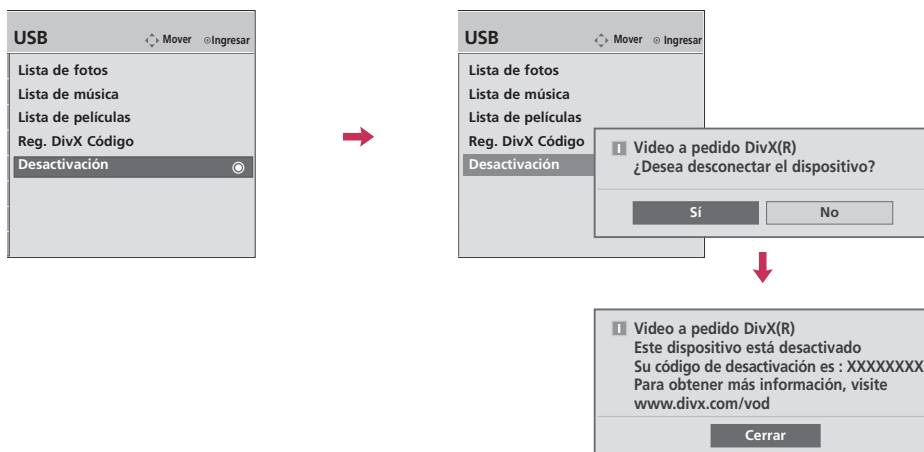 USB Mover Ingresar
Lista de fotos
Lista de música
Lista de películas
Reg. DivX Código
Desactivación
USB Mover Ingresar
Lista de fotos
Lista de música
Lista de películas
Reg. DivX Código
Desactivación
Video a pedido DivX(R)
¿Desea desconectar el dispositivo?
Sí No
Video a pedido DivX(R)
Este dispositivo está desactivado
Su código de desactivación es : XXXXXXXX
Para obtener más información, visite
www.divx.com/vod
Cerrar